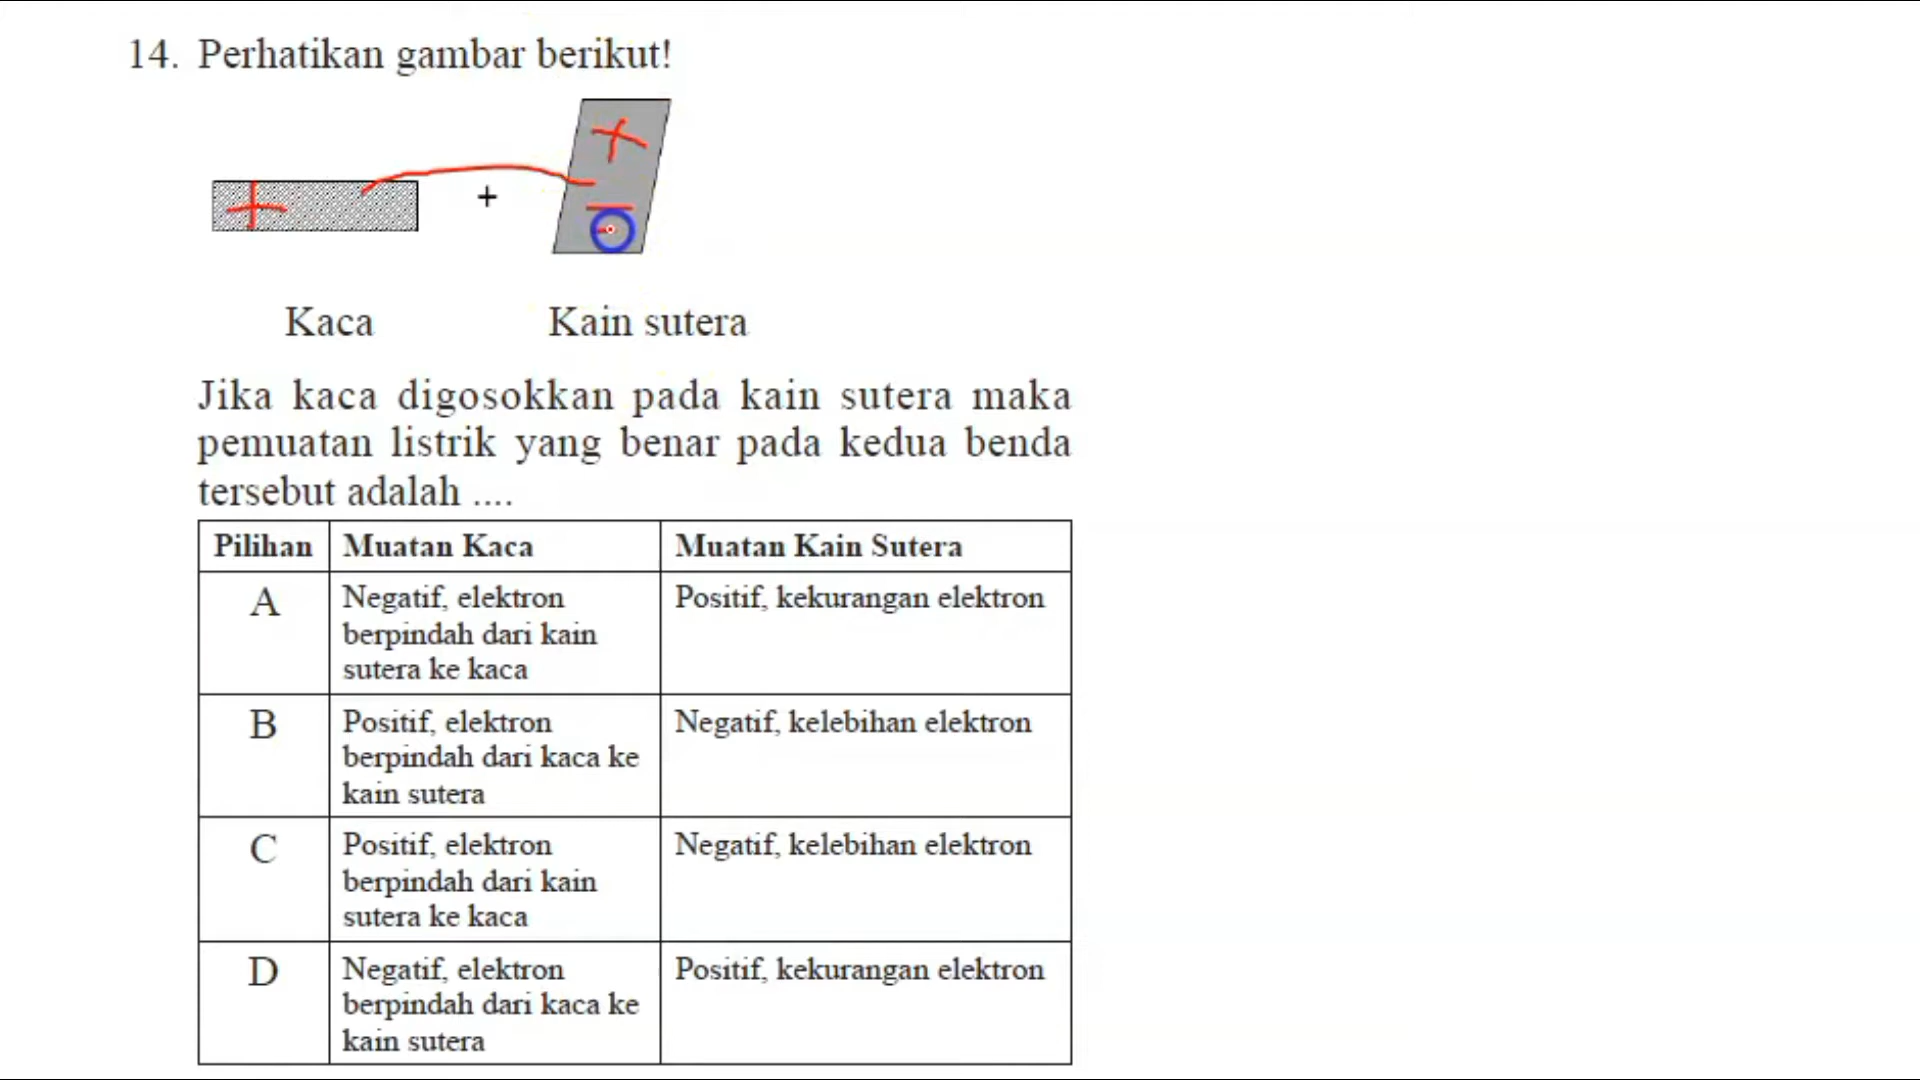 14. Perhatikan gambar berikut!
+
Kaca Kain sutera
Jika kaca digosokkan pada kain sutera maka
pemuatan listrik yang benar pada kedua benda
tersebut adalah ....
Pilihan Muatan Kaca Muatan Kain Sutera
A Negatif, elektron Positif, kekurangan elektron
berpindah dari kain
sutera ke kaca
B Positif, elektron Negatif, kelebihan elektron
berpindah dari kaca ke
kain sutera
C Positif, elektron Negatif, kelebihan elektron
berpindah dari kain
sutera ke kaca
D Negatif, elektron Positif, kekurangan elektron
berpindah dari kaca ke
kain sutera